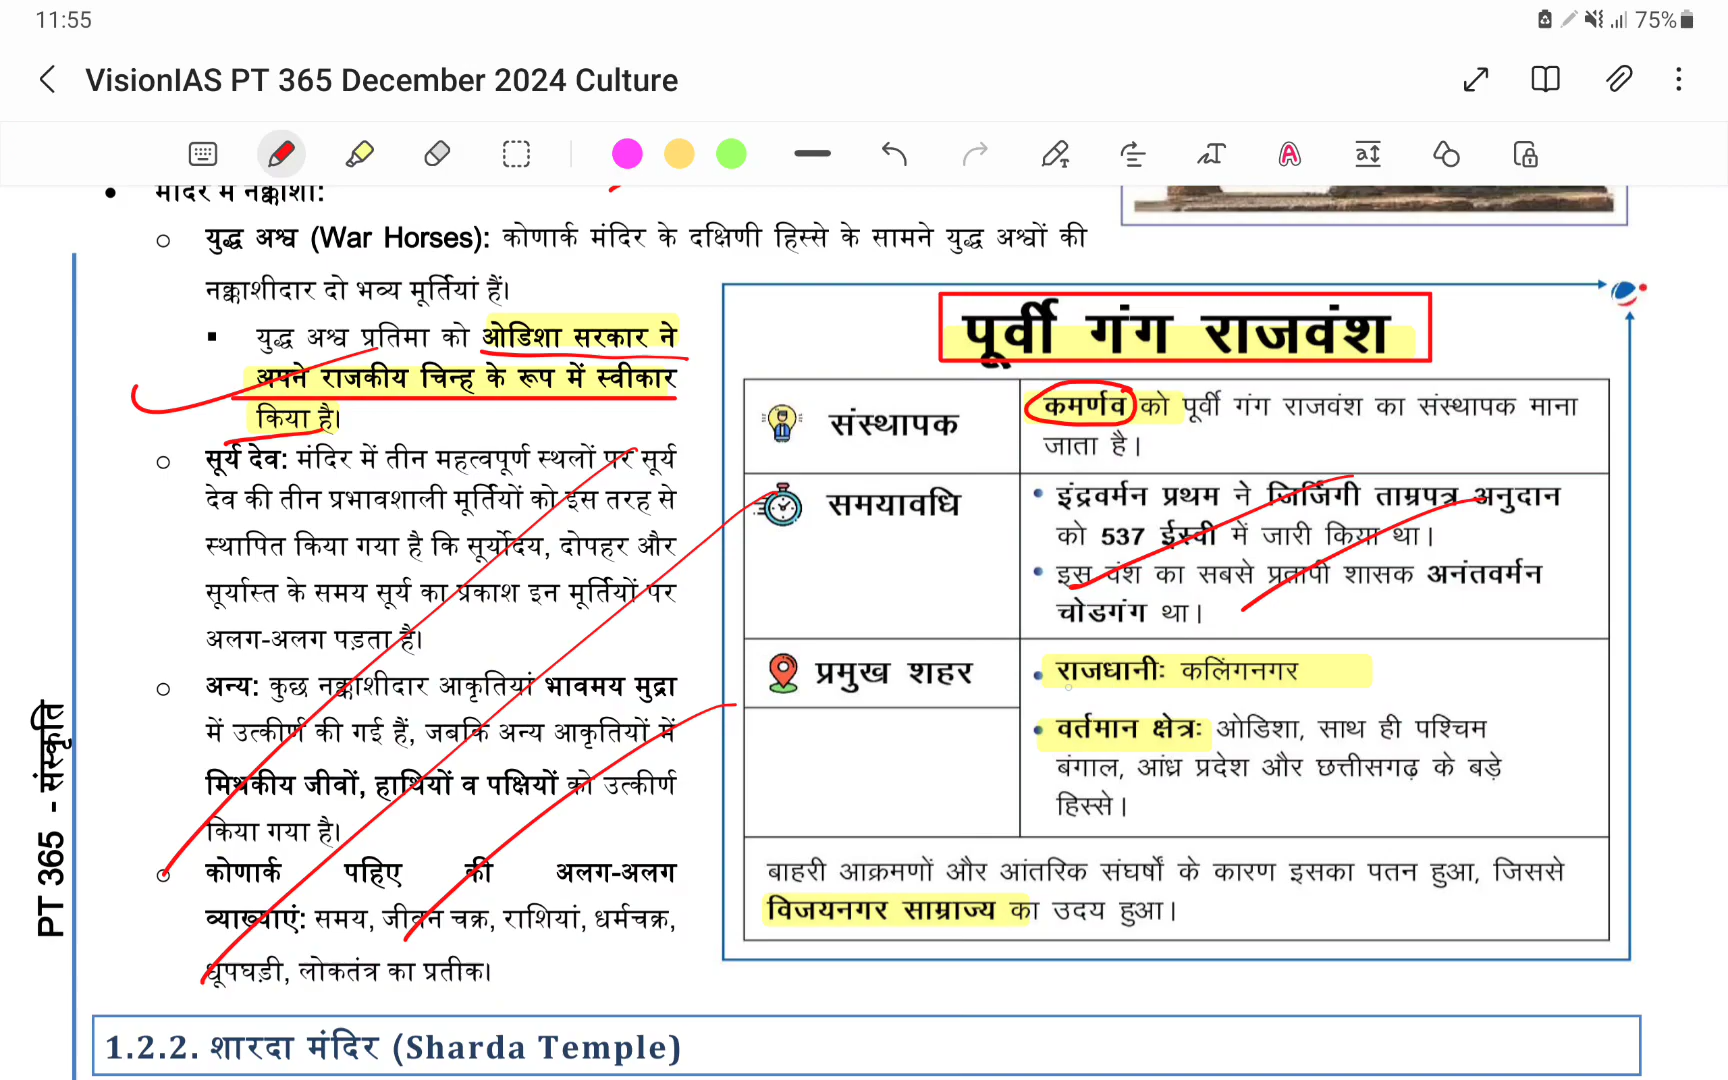 11:55
75%
VisionIAS PT 365 December 2024 Culture
मंदिर में नक्काशी:
युद्ध अश्व (War Horses): कोणार्क मंदिर के दक्षिणी हिस्से के सामने युद्ध अश्वों की
नक्काशीदार दो भव्य मूर्तियां हैं।
युद्ध अश्व प्रतिमा को ओडिशा सरकार ने
अपने राजकीय चिन्ह के रूप में स्वीकार
किया है।
सूर्य देव: मंदिर में तीन महत्वपूर्ण स्थलों पर सूर्य
देव की तीन प्रभावशाली मूर्तियों को इस तरह से
स्थापित किया गया है कि सूर्योदय, दोपहर और
सूर्यास्त के समय सूर्य का प्रकाश इन मूर्तियों पर
अलग-अलग पड़ता है।
अन्य: कुछ नक्काशीदार आकृतियां भावमय मुद्रा
में उत्कीर्ण की गई हैं, जबकि अन्य आकृतियों में
मिथकीय जीवों, हाथियों व पक्षियों को उत्कीर्ण
किया गया है।
कोणार्क पहिए की अलग-अलग
व्याख्याएं: समय, जीवन चक्र, राशियां, धर्मचक्र,
धूपघड़ी, लोकतंत्र का प्रतीक।
पूर्वी गंग राजवंश
संस्थापक
कमर्णव को पूर्वी गंग राजवंश का संस्थापक माना
जाता है।
समयावधि
इंद्रवर्मन प्रथम ने जिर्जिंगी ताम्रपत्र अनुदान
को 537 ईस्वी में जारी किया था।
इस वंश का सबसे प्रतापी शासक अनंतवर्मन
चोडगंग था।
प्रमुख शहर
राजधानीः कलिंगनगर
वर्तमान क्षेत्रः ओडिशा, साथ ही पश्चिम
बंगाल, आंध्र प्रदेश और छत्तीसगढ़ के बड़े
हिस्से।
बाहरी आक्रमणों और आंतरिक संघर्षों के कारण इसका पतन हुआ, जिससे
विजयनगर साम्राज्य का उदय हुआ।
PT 365 - संस्कृति
1.2.2. शारदा मंदिर (Sharda Temple)